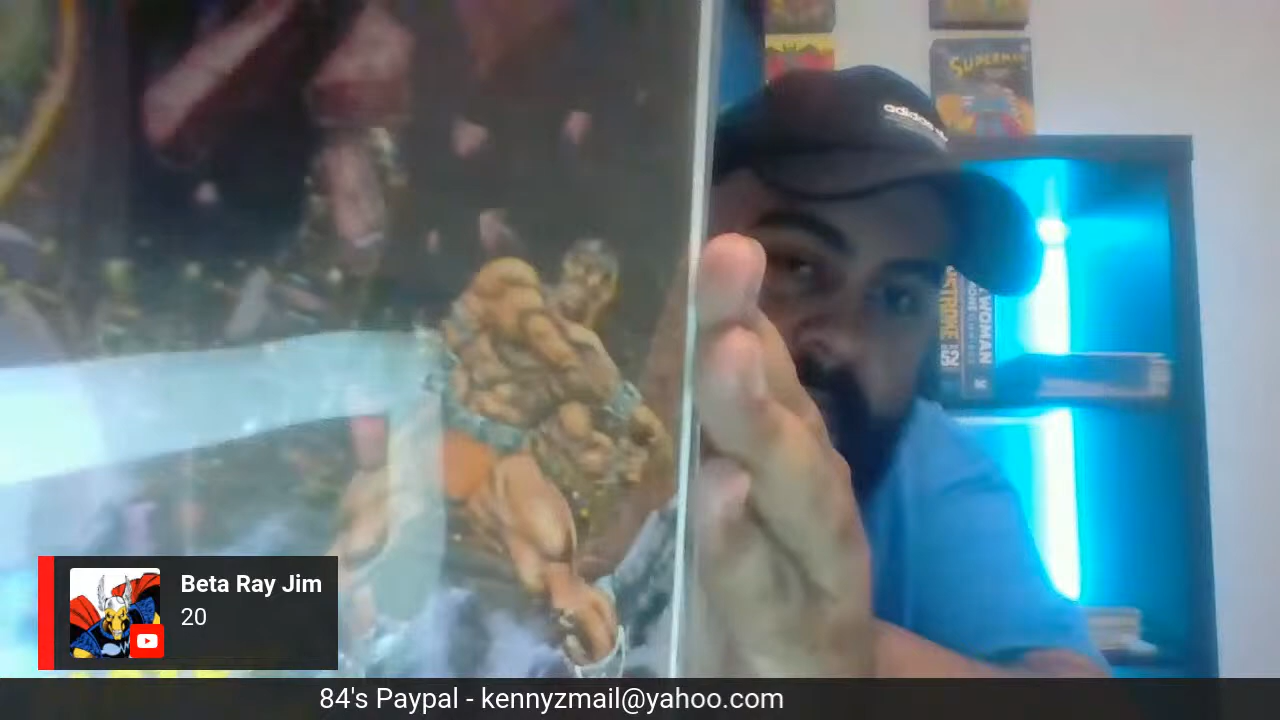 SUPERMAN
adidas
52
WOMAN
Beta Ray Jim
20
84's Paypal - kennyzmail@yahoo.com